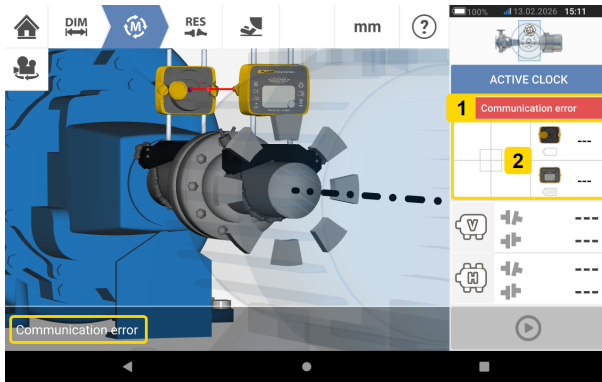 DIM
M
RES
mm
?
100% 13.02.2026 15:11
ACTIVE CLOCK
1 Communication error
2
---
---
V
---
---
H
---
---
Communication error